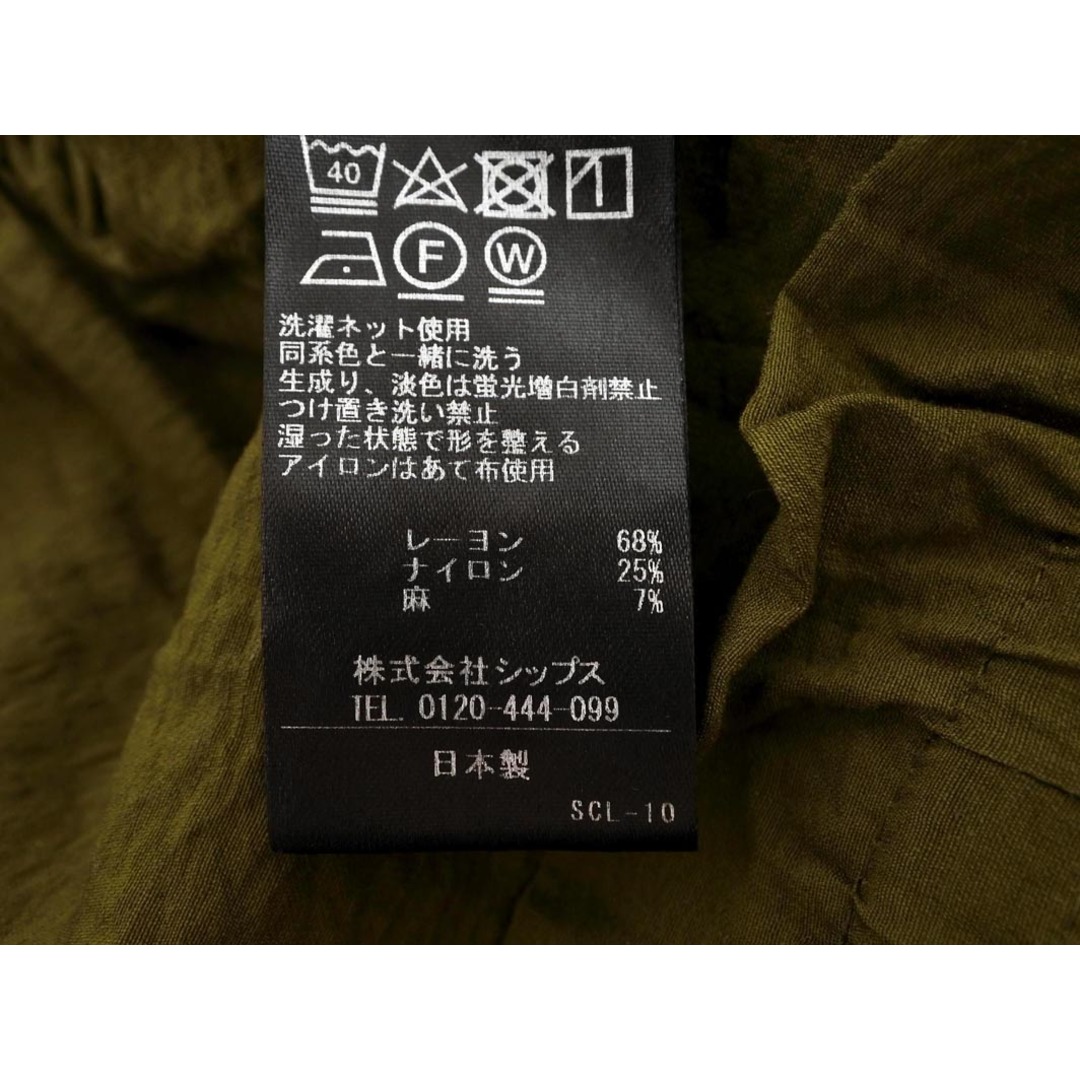 40
F W
洗濯ネット使用
同系色と一緒に洗う
生成り、淡色は蛍光増白剤禁止
つけ置き洗い禁止
湿った状態で形を整える
アイロンはあて布使用
レーヨン 68%
ナイロン 25%
麻 7%
株式会社シップス
TEL. 0120-444-099
日本製
SCL-10